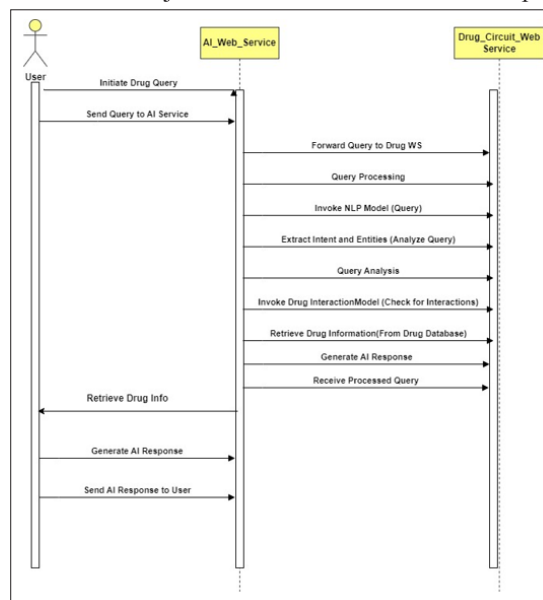 AI_Web_Service
Drug_Circuit_Web
Service
User
Initiate Drug Query
Send Query to AI Service
Forward Query to Drug WS
Query Processing
Invoke NLP Model (Query)
Extract Intent and Entities (Analyze Query)
Query Analysis
Invoke Drug InteractionModel (Check for Interactions)
Retrieve Drug Information(From Drug Database)
Generate AI Response
Receive Processed Query
Retrieve Drug Info
Generate AI Response
Send AI Response to User